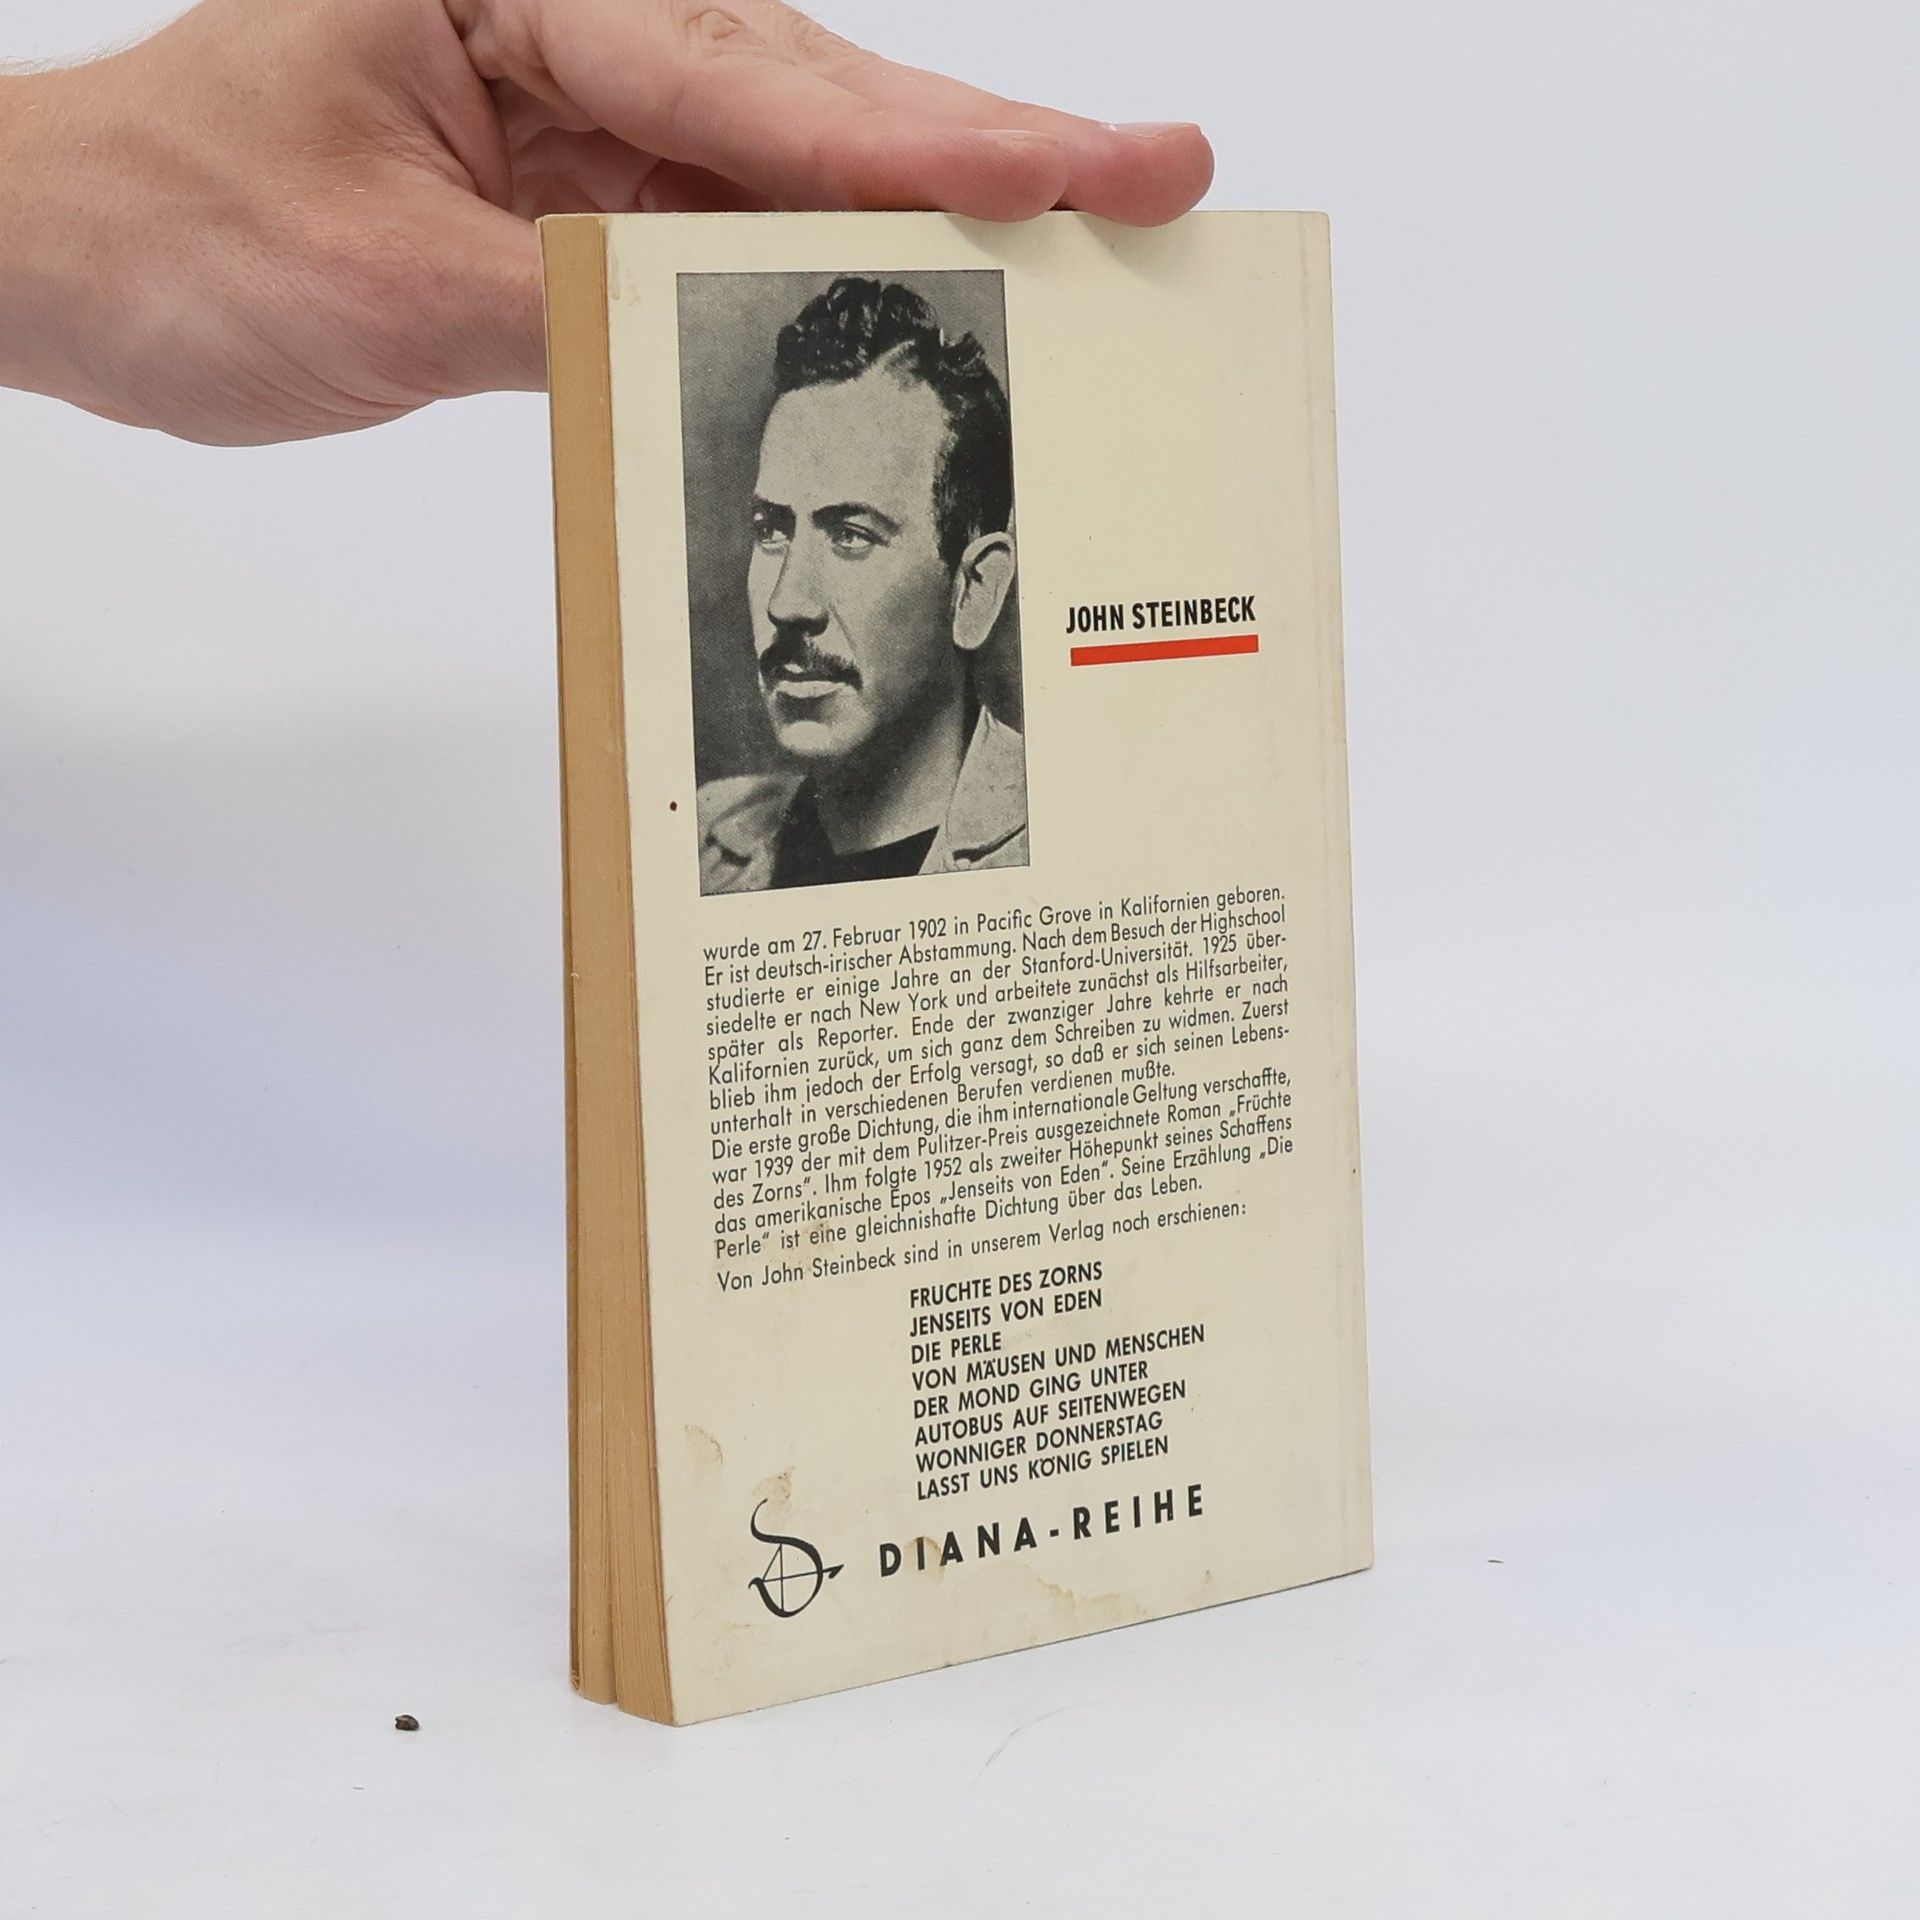 JOHN STEINBECK
wurde am 27. Februar 1902 in Pacific Grove in Kalifornien geboren.
Er ist deutsch-irischer Abstammung. Nach dem Besuch der Highschool
studierte er einige Jahre an der Stanford-Universität. 1925 über-
siedelte er nach New York und arbeitete zunächst als Hilfsarbeiter,
später als Reporter. Ende der zwanziger Jahre kehrte er nach
Kalifornien zurück, um sich ganz dem Schreiben zu widmen. Zuerst
blieb ihm jedoch der Erfolg versagt, so daß er sich seinen Lebens-
unterhalt in verschiedenen Berufen verdienen mußte.
Die erste große Dichtung, die ihm internationale Geltung verschaffte,
war 1939 der mit dem Pulitzer-Preis ausgezeichnete Roman „Früchte
des Zorns“. Ihm folgte 1952 als zweiter Höhepunkt seines Schaffens
das amerikanische Epos „Jenseits von Eden“. Seine Erzählung „Die
Perle“ ist eine gleichnishafte Dichtung über das Leben.
Von John Steinbeck sind in unserem Verlag noch erschienen:
FRÜCHTE DES ZORNS
JENSEITS VON EDEN
DIE PERLE
VON MÄUSEN UND MENSCHEN
DER MOND GING UNTER
AUTOBUS AUF SEITENWEGEN
WONNIGER DONNERSTAG
LASST UNS KÖNIG SPIELEN
DIANA-REIHE